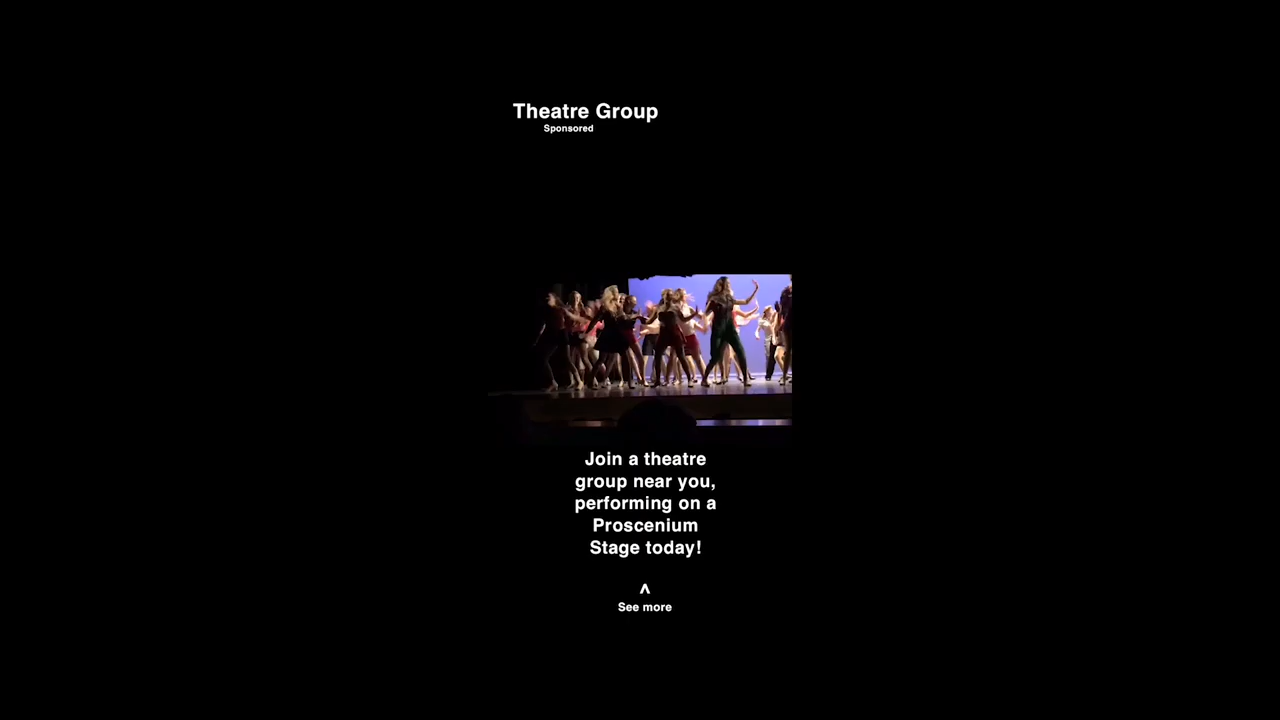 Theatre Group
Sponsored
Join a theatre
group near you,
performing on a
Proscenium
Stage today!
^
See more